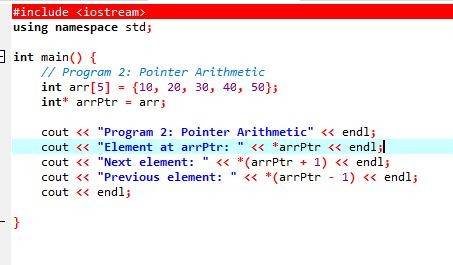 #include <iostream>
using namespace std;
int main() {
// Program 2: Pointer Arithmetic
int arr[5] = {10, 20, 30, 40, 50};
int* arrPtr = arr;
cout << "Program 2: Pointer Arithmetic" << endl;
cout << "Element at arrPtr: " << *arrPtr << endl;
cout << "Next element: " << *(arrPtr + 1) << endl;
cout << "Previous element: " << *(arrPtr - 1) << endl;
cout << endl;
}